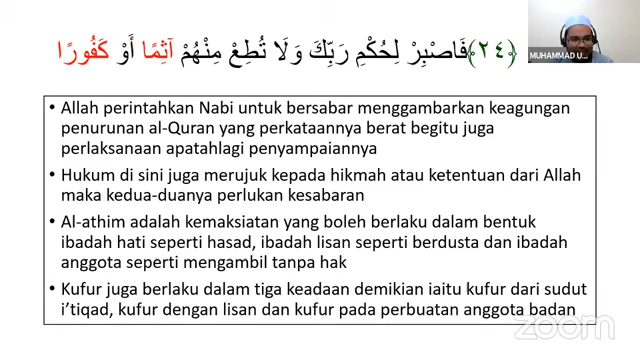 فَاصْبِرْ لِحُكْمِ رَبِّكَ وَلَا تُطِعْ مِنْهُمْ آثِمًا أَوْ كَفُورًا ﴿٢٤﴾
MUHAMMAD U...
• Allah perintahkan Nabi untuk bersabar menggambarkan keagungan
penurunan al-Quran yang perkataannya berat begitu juga
perlaksanaan apatahlagi penyampaiannya
• Hukum di sini juga merujuk kepada hikmah atau ketentuan dari Allah
maka kedua-duanya perlukan kesabaran
• Al-athim adalah kemaksiatan yang boleh berlaku dalam bentuk
ibadah hati seperti hasad, ibadah lisan seperti berdusta dan ibadah
anggota seperti mengambil tanpa hak
• Kufur juga berlaku dalam tiga keadaan demikian iaitu kufur dari sudut
i’tiqad, kufur dengan lisan dan kufur pada perbuatan anggota badan
zoom